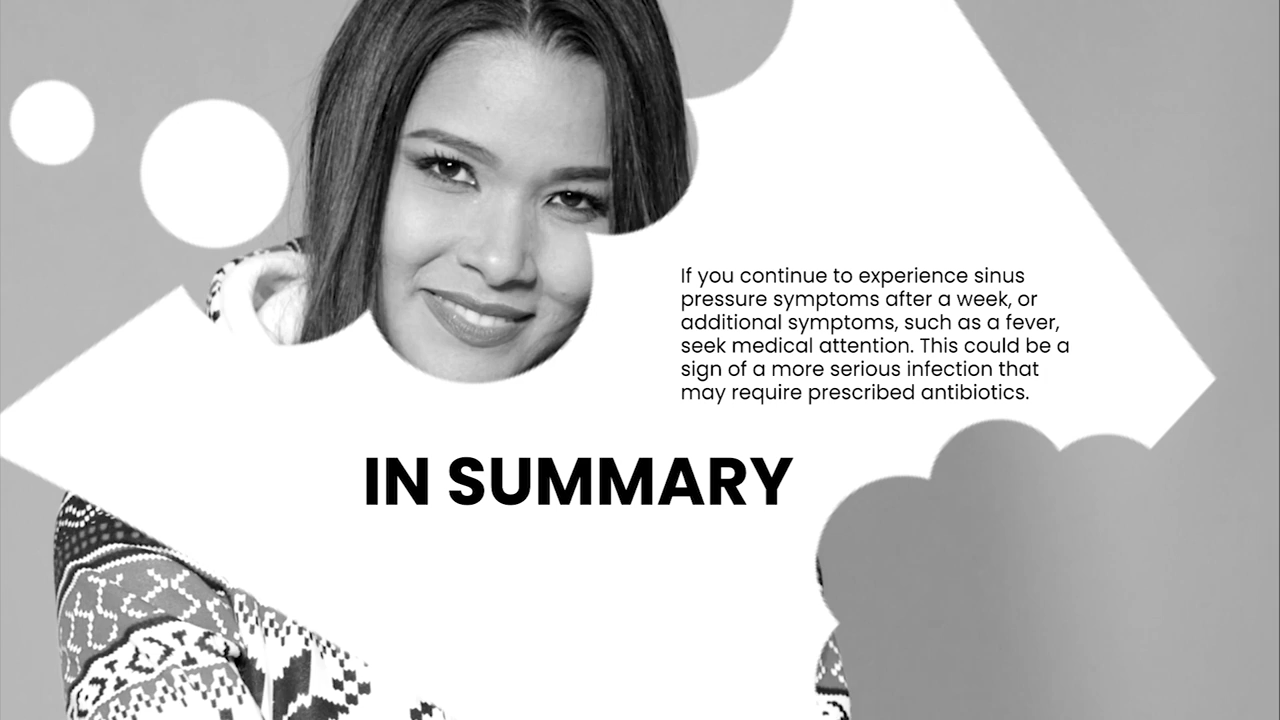 If you continue to experience sinus
pressure symptoms after a week, or
additional symptoms, such as a fever,
seek medical attention. This could be a
sign of a more serious infection that
may require prescribed antibiotics.
IN SUMMARY